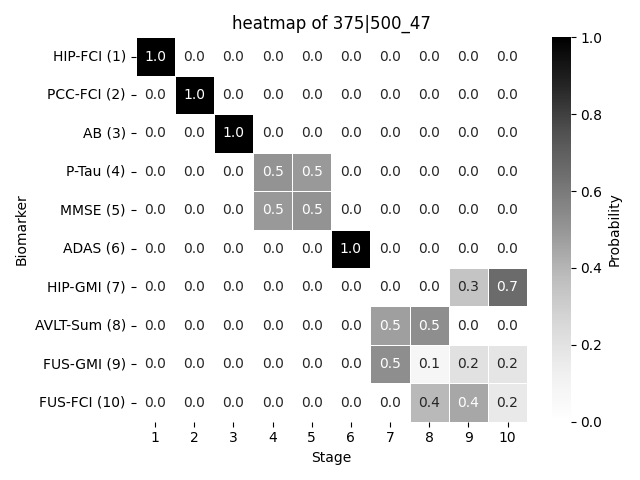 heatmap of 375|500_47
HIP-FCI (1) 1.0 0.0 0.0 0.0 0.0 0.0 0.0 0.0 0.0 0.0
PCC-FCI (2) 0.0 1.0 0.0 0.0 0.0 0.0 0.0 0.0 0.0 0.0
AB (3) 0.0 0.0 1.0 0.0 0.0 0.0 0.0 0.0 0.0 0.0
P-Tau (4) 0.0 0.0 0.0 0.5 0.5 0.0 0.0 0.0 0.0 0.0
MMSE (5) 0.0 0.0 0.0 0.5 0.5 0.0 0.0 0.0 0.0 0.0
ADAS (6) 0.0 0.0 0.0 0.0 0.0 1.0 0.0 0.0 0.0 0.0
HIP-GMI (7) 0.0 0.0 0.0 0.0 0.0 0.0 0.0 0.0 0.3 0.7
AVLT-Sum (8) 0.0 0.0 0.0 0.0 0.0 0.0 0.5 0.5 0.0 0.0
FUS-GMI (9) 0.0 0.0 0.0 0.0 0.0 0.0 0.5 0.1 0.2 0.2
FUS-FCI (10) 0.0 0.0 0.0 0.0 0.0 0.0 0.0 0.4 0.4 0.2
1 2 3 4 5 6 7 8 9 10
Stage
Biomarker
1.0
0.8
0.6
0.4
0.2
0.0
Probability